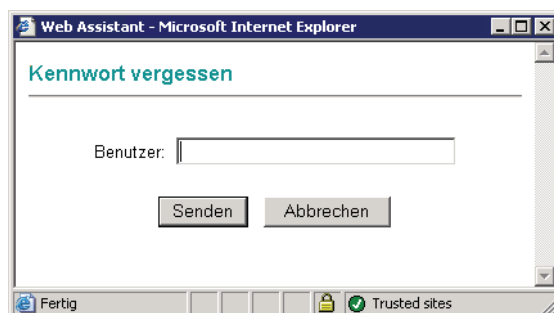 Web Assistant - Microsoft Internet Explorer
Kennwort vergessen
Benutzer:
Senden Abbrechen
Fertig Trusted sites